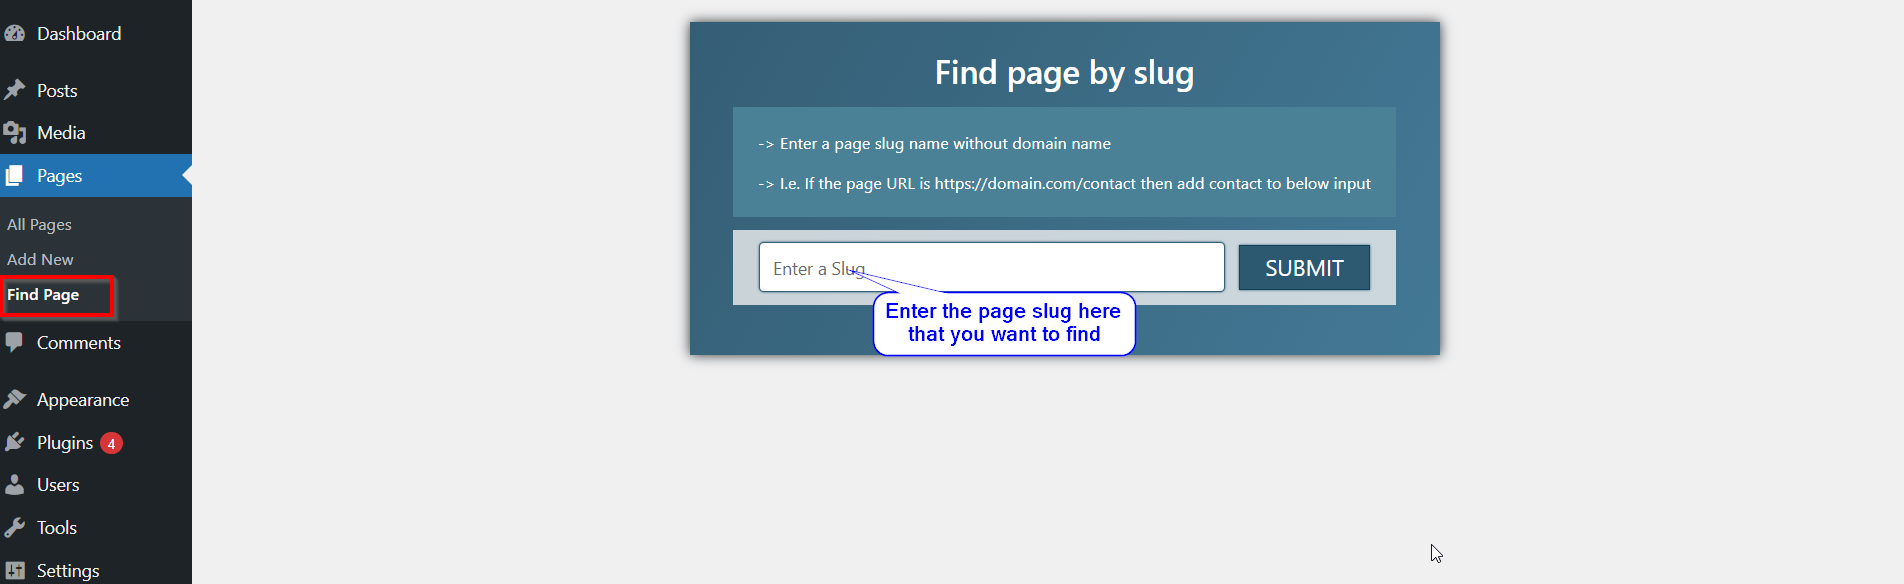 Dashboard
Posts
Media
Pages
All Pages
Add New
Find Page
Comments
Appearance
Plugins 4
Users
Tools
Settings
Find page by slug
-> Enter a page slug name without domain name
-> I.e. If the page URL is https://domain.com/contact then add contact to below input
Enter a Slug
SUBMIT
Enter the page slug here
that you want to find